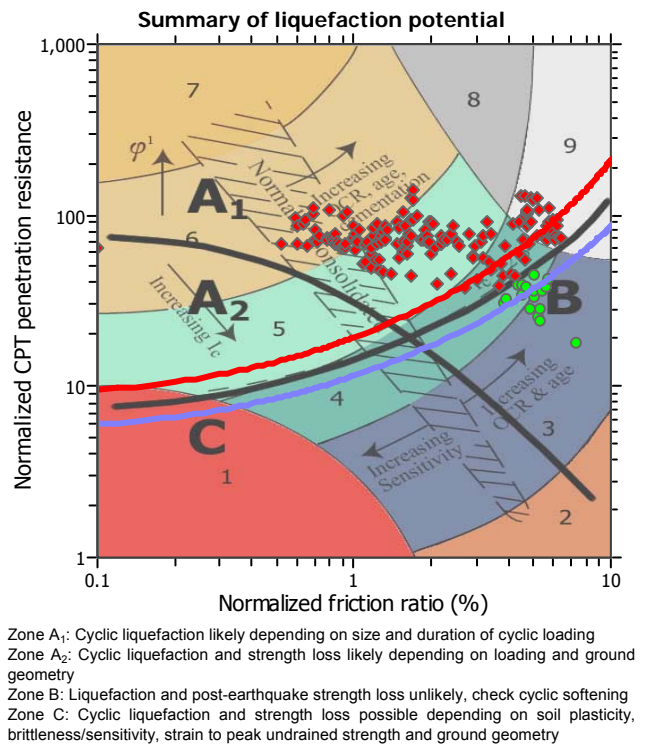 Summary of liquefaction potential
Normalized CPT penetration resistance
1,000
100
10
1
0.1
1
10
Normalized friction ratio (%)
7
8
9
φ¹
A1
Increasing
OCR, age,
cementation
6
A2
Increasing Ic
5
B
4
C
Increasing
OCR & age
3
Increasing
Sensitivity
1
2
Zone A1: Cyclic liquefaction likely depending on size and duration of cyclic loading
Zone A2: Cyclic liquefaction and strength loss likely depending on loading and ground
geometry
Zone B: Liquefaction and post-earthquake strength loss unlikely, check cyclic softening
Zone C: Cyclic liquefaction and strength loss possible depending on soil plasticity,
brittleness/sensitivity, strain to peak undrained strength and ground geometry